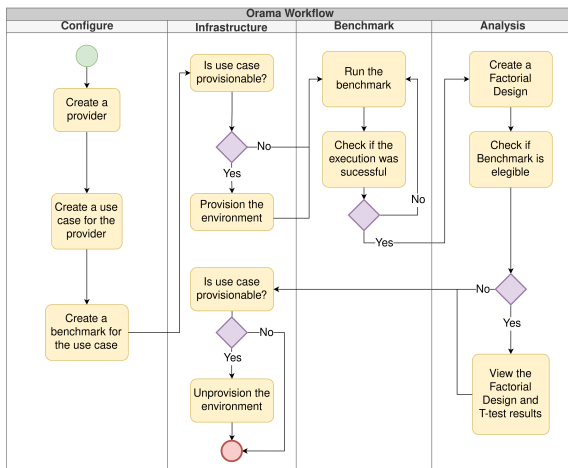 Orama Workflow
Configure
Infrastructure
Benchmark
Analysis
Create a
provider
Create a use
case for the
provider
Create a
benchmark for
the use case
Is use case
provisionable?
No
Yes
Provision the
environment
Run the
benchmark
Check if the
execution was
sucessful
No
Yes
Create a
Factorial
Design
Check if
Benchmark is
elegible
No
Yes
View the
Factorial
Design and
T-test results
Is use case
provisionable?
No
Yes
Unprovision the
environment